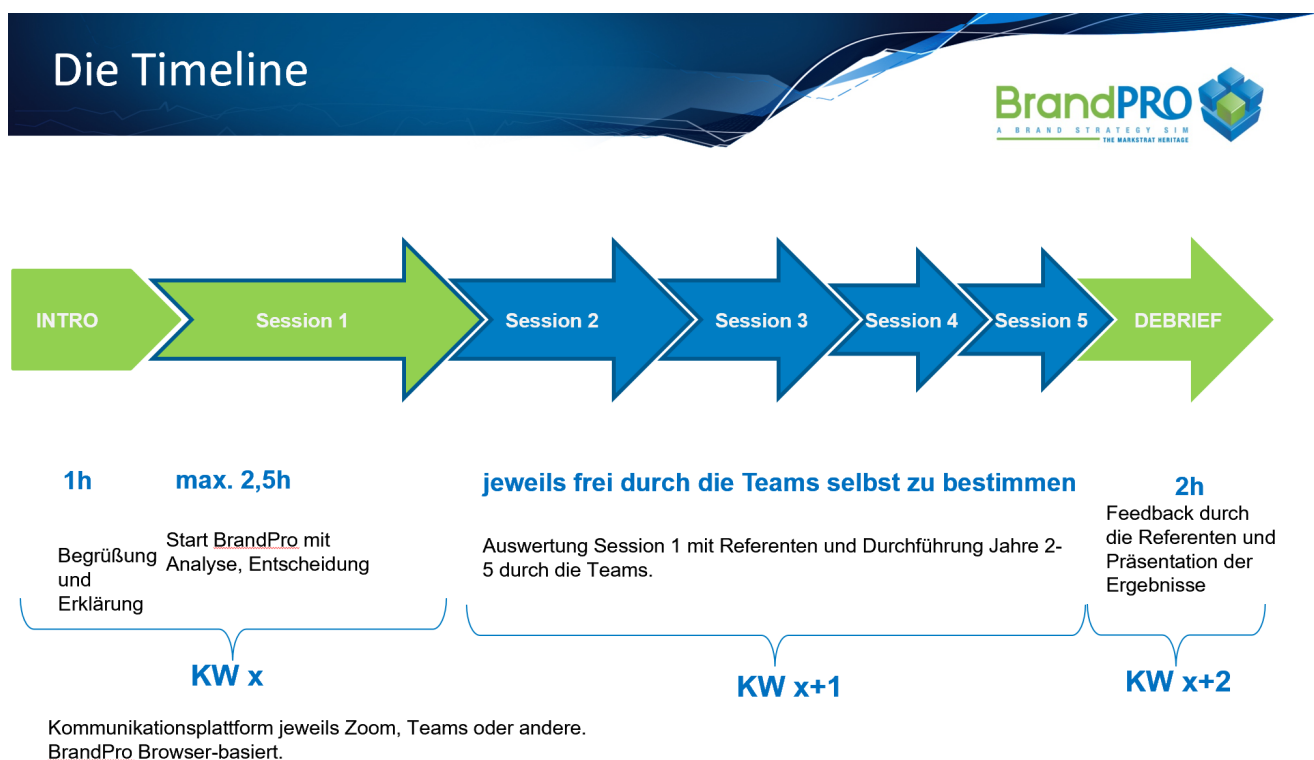 Die Timeline
BrandPRO
A BRAND STRATEGY SIM
THE MARKSTRAT HERITAGE
INTRO
Session 1
Session 2
Session 3
Session 4
Session 5
DEBRIEF
1h
Begrüßung
und
Erklärung
max. 2,5h
Start BrandPro mit
Analyse, Entscheidung
KW x
jeweils frei durch die Teams selbst zu bestimmen
Auswertung Session 1 mit Referenten und Durchführung Jahre 2-
5 durch die Teams.
KW x+1
2h
Feedback durch
die Referenten und
Präsentation der
Ergebnisse
KW x+2
Kommunikationsplattform jeweils Zoom, Teams oder andere.
BrandPro Browser-basiert.